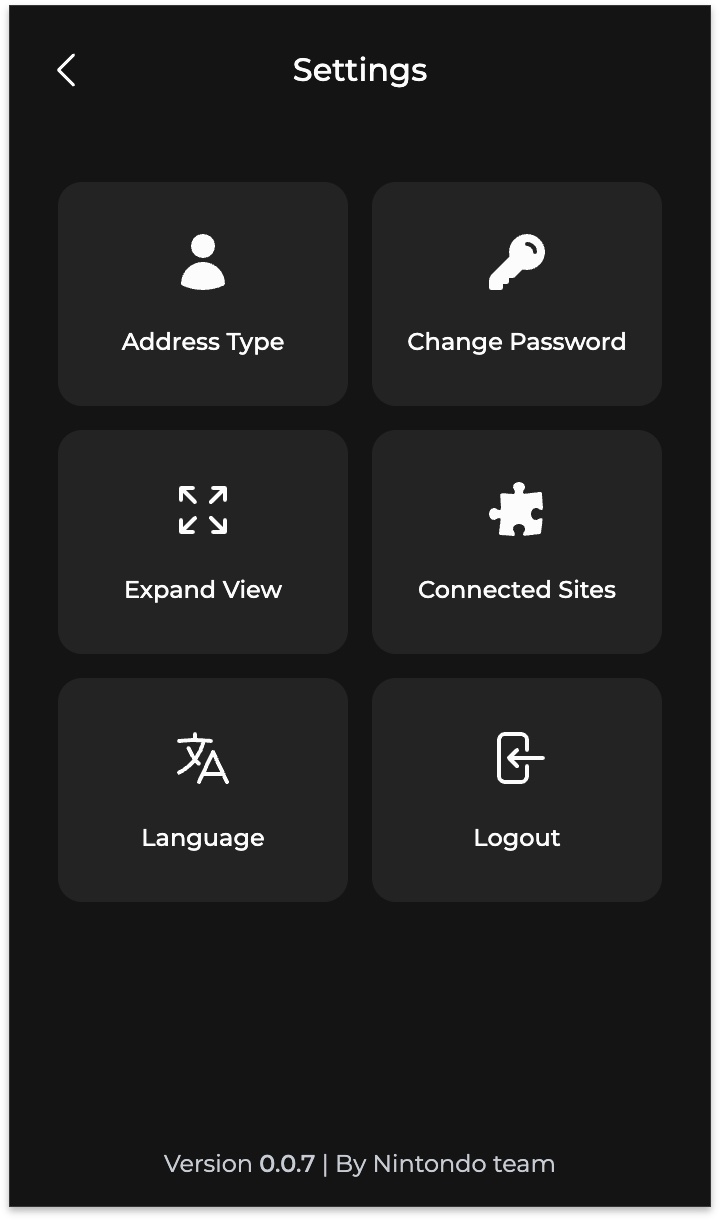 Settings
Address Type
Change Password
Expand View
Connected Sites
Language
Logout
Version 0.0.7 | By Nintondo team